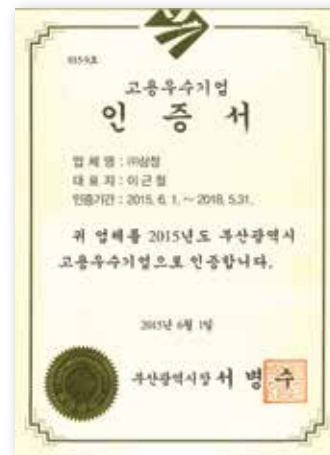 고용우수기업
인 증 서
업 체 명 : ㈜삼정
대 표 자 : 이근철
인증기간 : 2015. 6. 1. ~ 2018. 5.31.
귀 업체를 2015년도 부산광역시
고용우수기업으로 인증합니다.
2015년 6월 1일
부산광역시장 서 병 수